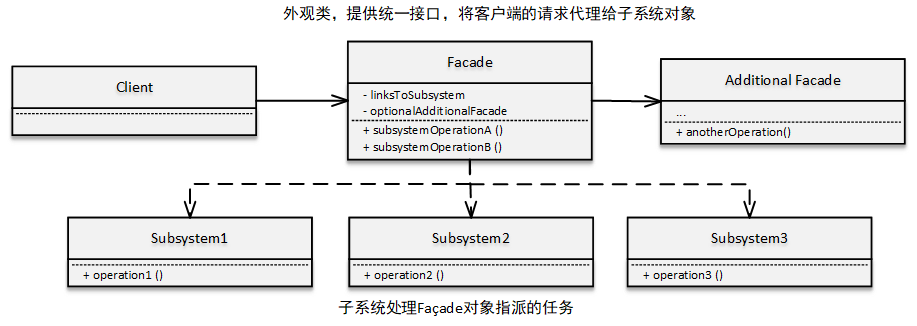 外观类，提供统一接口，将客户端的请求代理给子系统对象
Client
Facade
- linksToSubsystem
- optionalAdditionalFacade
+ subsystemOperationA ()
+ subsystemOperationB ()
Additional Facade
...
+ anotherOperation()
Subsystem1
+ operation1 ()
Subsystem2
+ operation2 ()
Subsystem3
+ operation3 ()
子系统处理Façade对象指派的任务